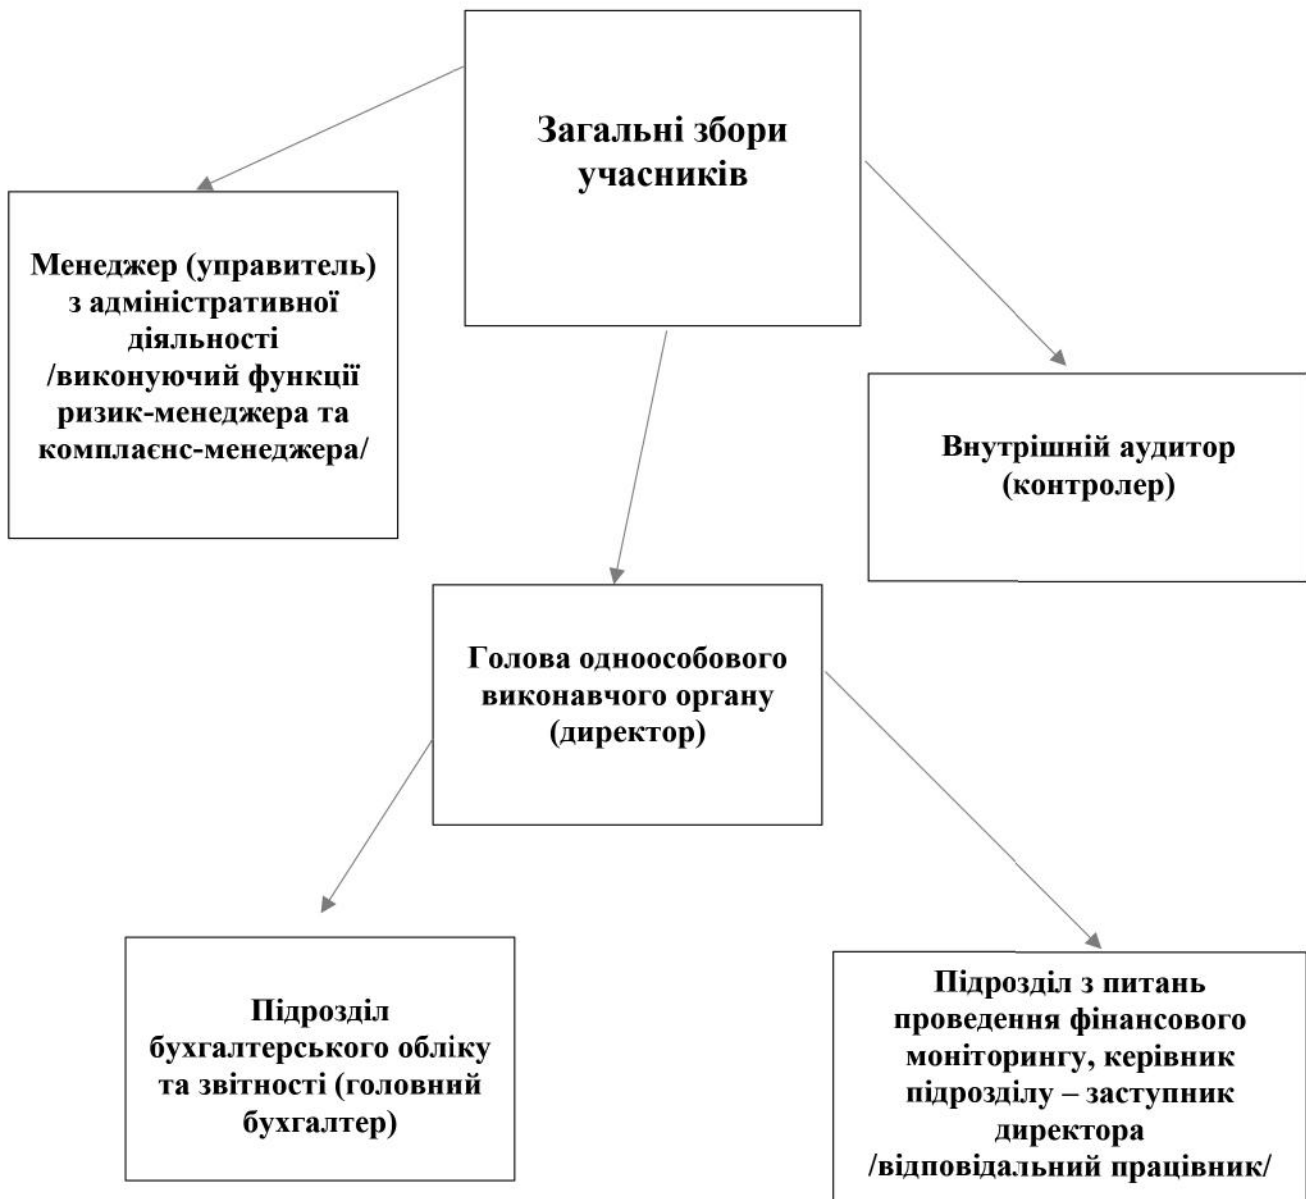 Загальні збори
учасників
Менеджер (управитель)
з адміністративної
діяльності
/виконуючий функції
ризик-менеджера та
комплаєнс-менеджера/
Внутрішній аудитор
(контролер)
Голова одноособового
виконавчого органу
(директор)
Підрозділ
бухгалтерського обліку
та звітності (головний
бухгалтер)
Підрозділ з питань
проведення фінансового
моніторингу, керівник
підрозділу – заступник
директора
/відповідальний працівник/